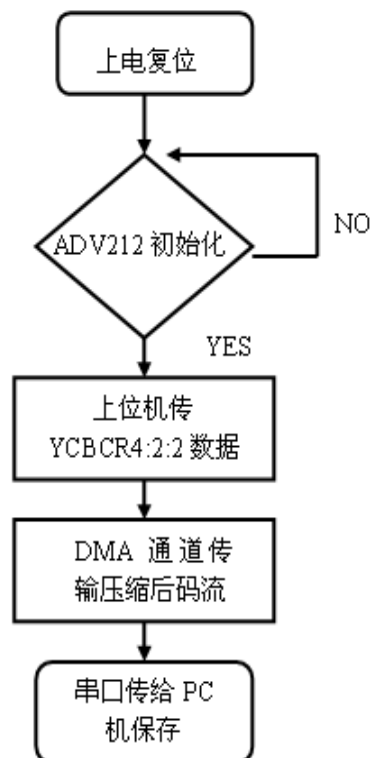 上电复位
ADV212 初始化
NO
YES
上位机传
YCBCR4:2:2 数据
DMA 通道传
输压缩后码流
串口传给 PC
机保存